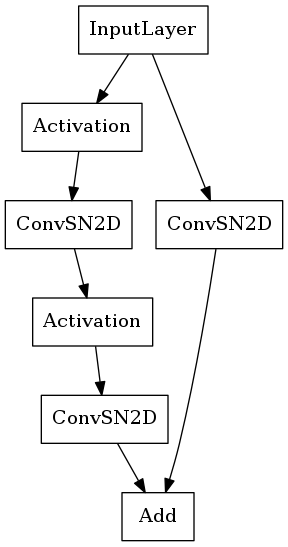 InputLayer
Activation
ConvSN2D
ConvSN2D
Activation
ConvSN2D
Add